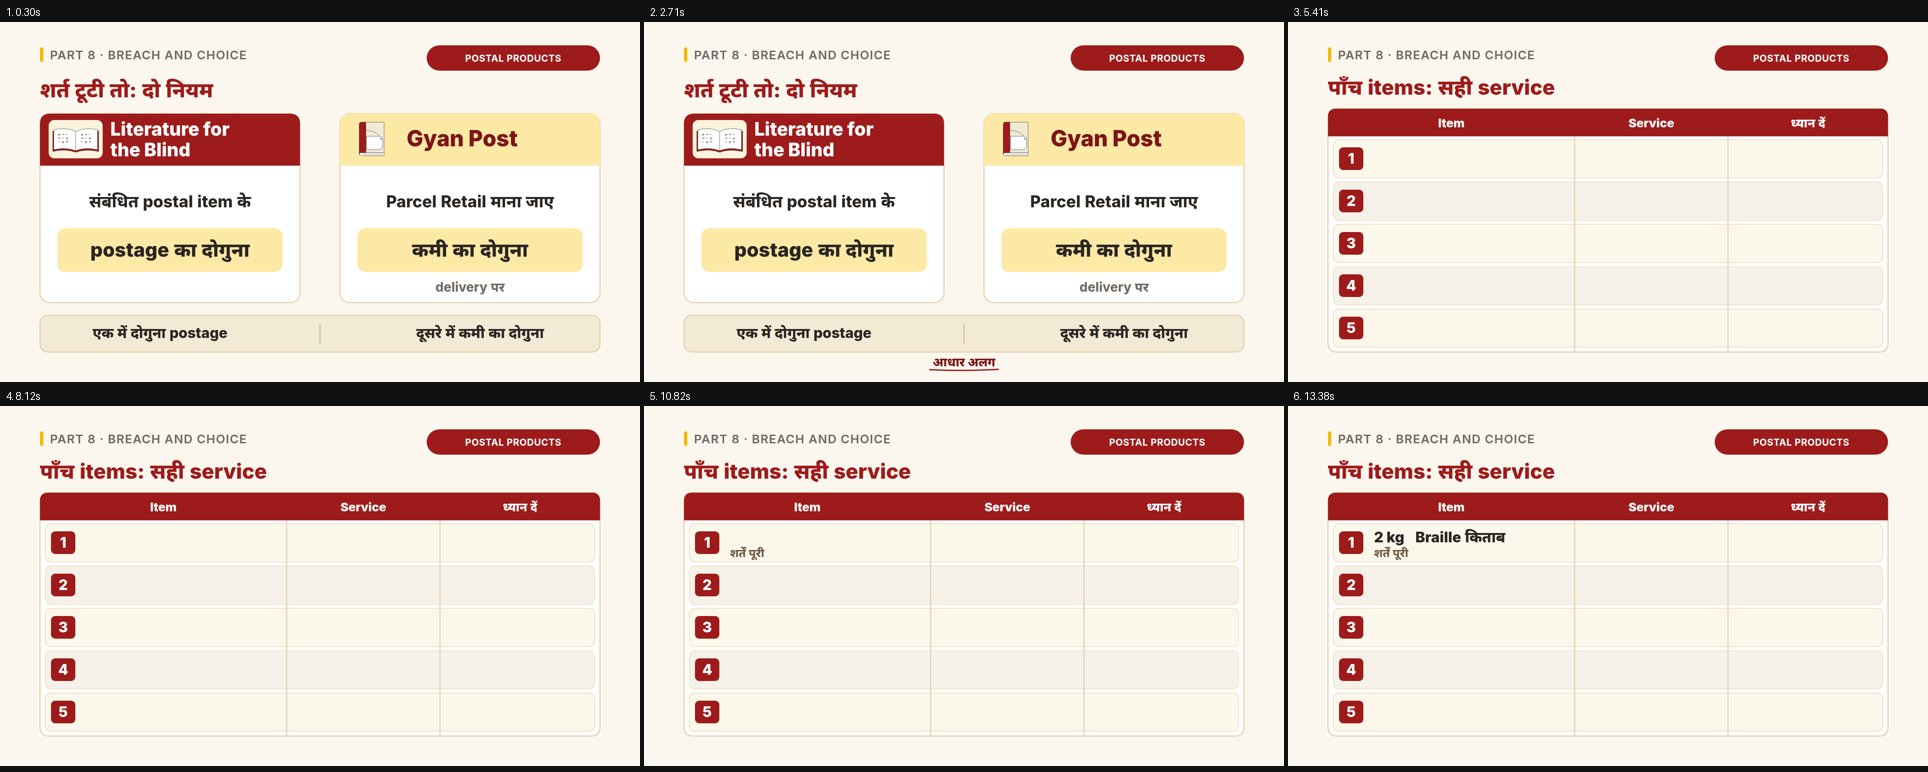 1. 0.30s
PART 8 · BREACH AND CHOICE
POSTAL PRODUCTS
शर्त टूटी तो: दो नियम
Literature for
the Blind
संबंधित postal item के
postage का दोगुना
Gyan Post
Parcel Retail माना जाए
कमी का दोगुना
delivery पर
एक में दोगुना postage
दूसरे में कमी का दोगुना
2. 2.71s
PART 8 · BREACH AND CHOICE
POSTAL PRODUCTS
शर्त टूटी तो: दो नियम
Literature for
the Blind
संबंधित postal item के
postage का दोगुना
Gyan Post
Parcel Retail माना जाए
कमी का दोगुना
delivery पर
एक में दोगुना postage
दूसरे में कमी का दोगुना
आधार अलग
3. 5.41s
PART 8 · BREACH AND CHOICE
POSTAL PRODUCTS
पाँच items: सही service
Item Service ध्यान दें
1
2
3
4
5
4. 8.12s
PART 8 · BREACH AND CHOICE
POSTAL PRODUCTS
पाँच items: सही service
Item Service ध्यान दें
1
2
3
4
5
5. 10.82s
PART 8 · BREACH AND CHOICE
POSTAL PRODUCTS
पाँच items: सही service
Item Service ध्यान दें
1
शर्तें पूरी
2
3
4
5
6. 13.38s
PART 8 · BREACH AND CHOICE
POSTAL PRODUCTS
पाँच items: सही service
Item Service ध्यान दें
1 2 kg Braille किताब
शर्तें पूरी
2
3
4
5